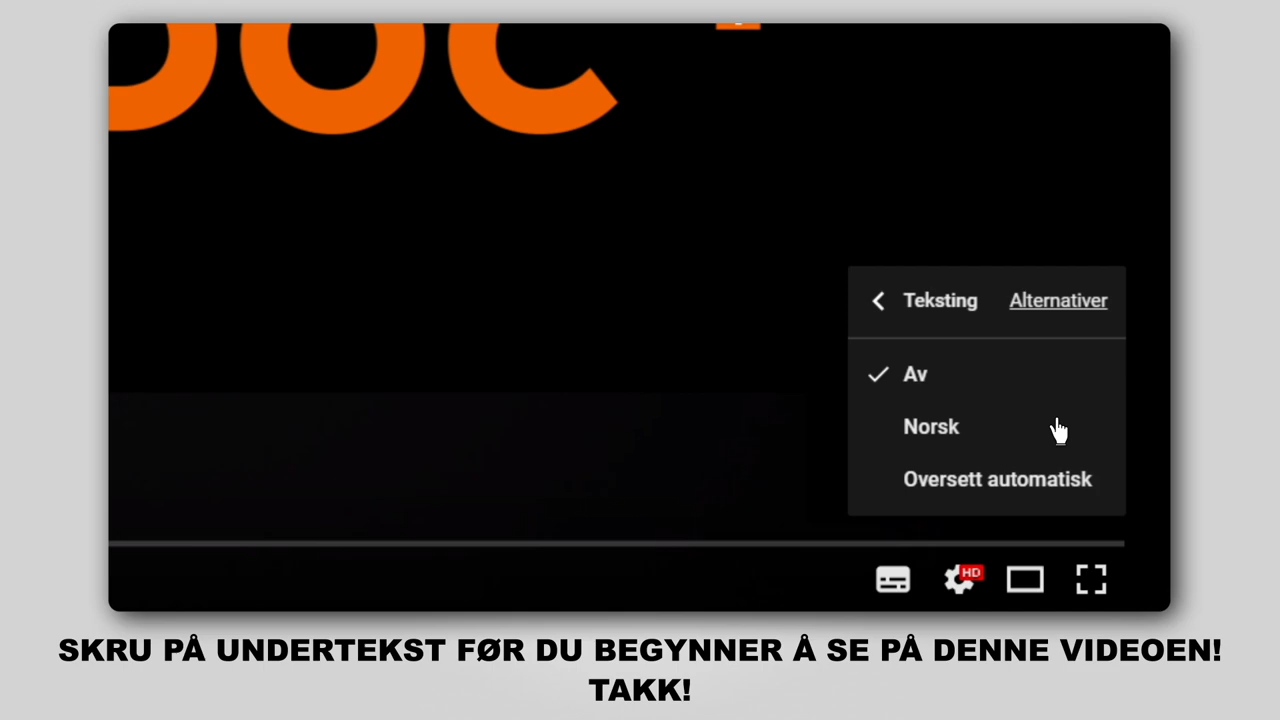 Teksting Alternativer
Av
Norsk
Oversett automatisk
HD
SKRU PÅ UNDERTEKST FØR DU BEGYNNER Å SE PÅ DENNE VIDEOEN!
TAKK!